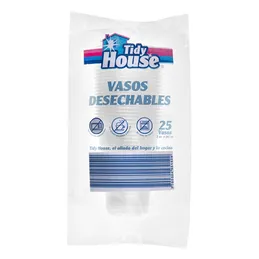 Tidy
House
VASOS
DESECHABLES
25
Vasos
Tidy House, el aliado del hogar y la cocina